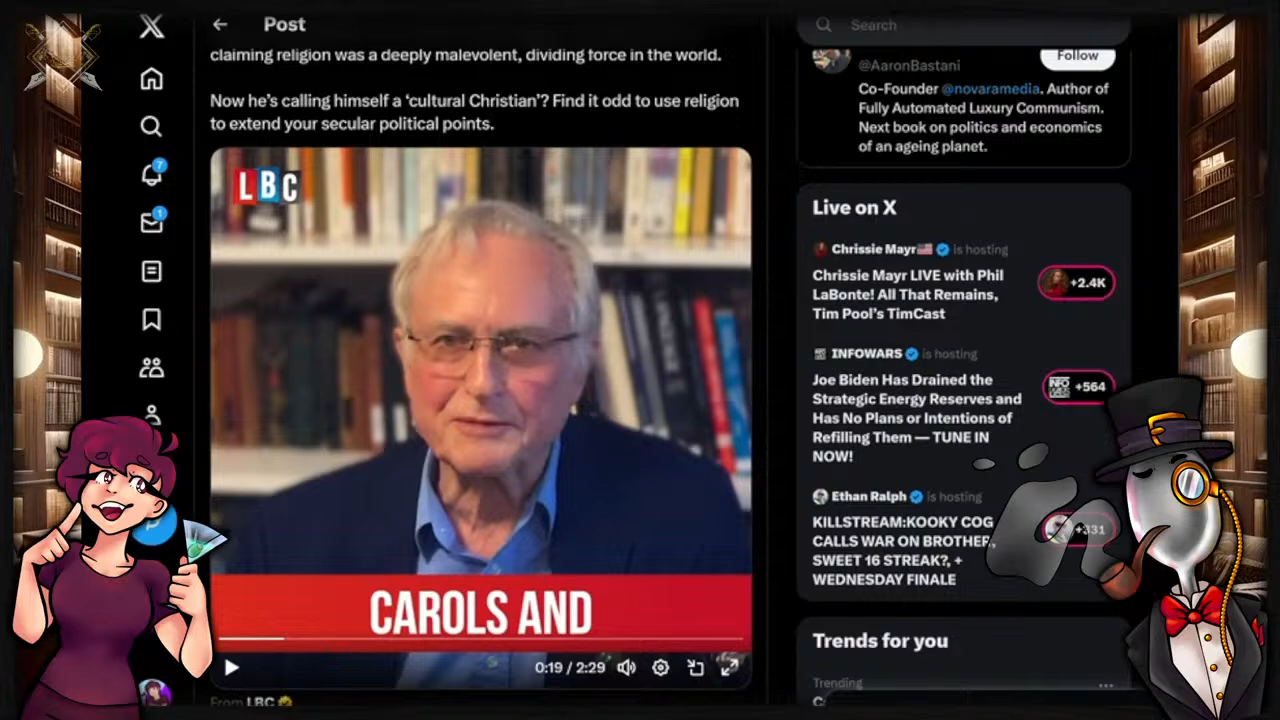 Post
claiming religion was a deeply malevolent, dividing force in the world.
Now he's calling himself a 'cultural Christian'? Find it odd to use religion
to extend your secular political points.
LBC
CAROLS AND
0:19 / 2:29
From LBC
7
1
Search
Follow
@AaronBastani
Co-Founder @novaramedia. Author of
Fully Automated Luxury Communism.
Next book on politics and economics
of an ageing planet.
Live on X
Chrissie Mayr is hosting
Chrissie Mayr LIVE with Phil
LaBonte! All That Remains,
Tim Pool's TimCast
+2.4K
INFOWARS is hosting
Joe Biden Has Drained the
Strategic Energy Reserves and
Has No Plans or Intentions of
Refilling Them — TUNE IN
NOW!
+564
Ethan Ralph is hosting
KILLSTREAM:KOOKY COG
CALLS WAR ON BROTHER,
SWEET 16 STREAK?, +
WEDNESDAY FINALE
+331
Trends for you
Trending